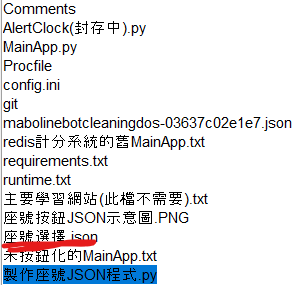 Comments
AlertClock(封存中).py
MainApp.py
Procfile
config.ini
git
mabolinebotcleaningdos-03637c02e1e7.json
redis計分系統的舊MainApp.txt
requirements.txt
runtime.txt
主要學習網站(此檔不需要).txt
座號按鈕JSON示意圖.PNG
座號選擇.json
未按鈕化的MainApp.txt
製作座號JSON程式.py